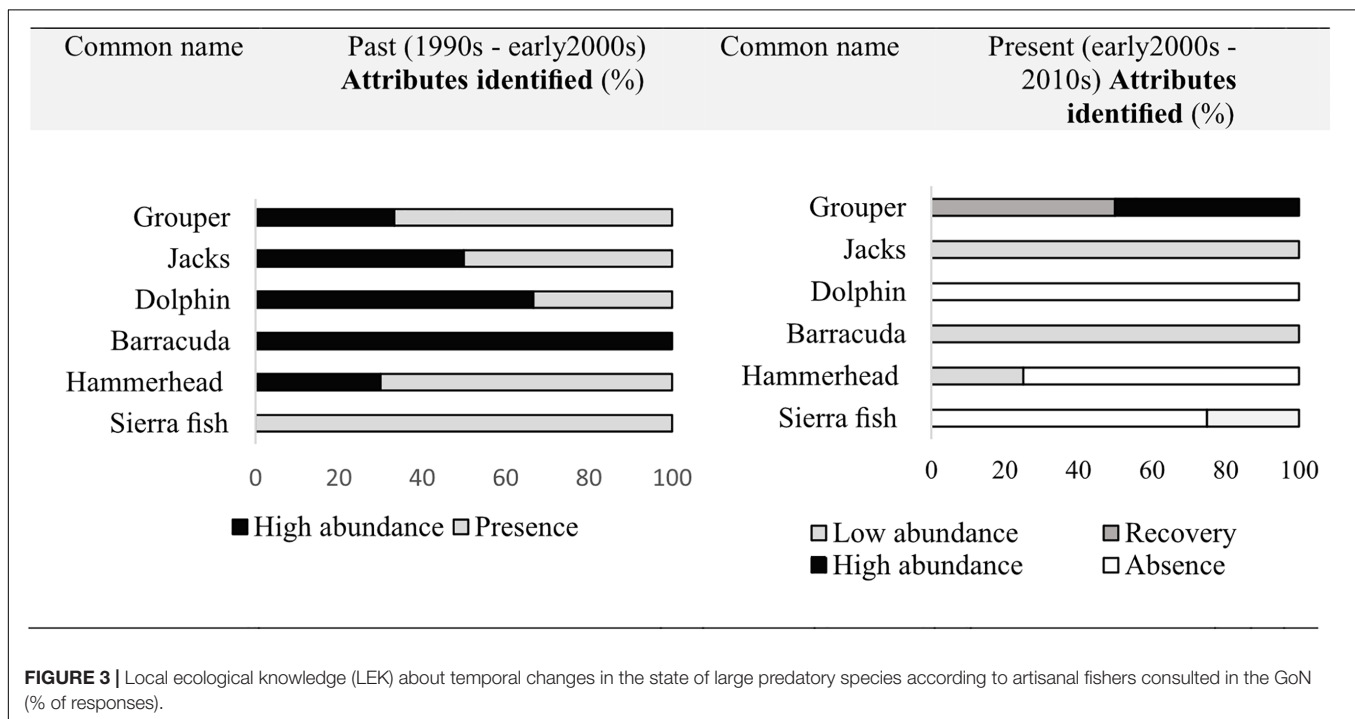 Common name
Past (1990s - early2000s)
Attributes identified (%)
Common name
Present (early2000s -
2010s) Attributes
identified (%)
Grouper
Jacks
Dolphin
Barracuda
Hammerhead
Sierra fish
0 20 40 60 80 100
High abundance Presence
Grouper
Jacks
Dolphin
Barracuda
Hammerhead
Sierra fish
0 20 40 60 80 100
Low abundance Recovery
High abundance Absence
FIGURE 3 | Local ecological knowledge (LEK) about temporal changes in the state of large predatory species according to artisanal fishers consulted in the GoN
(% of responses).